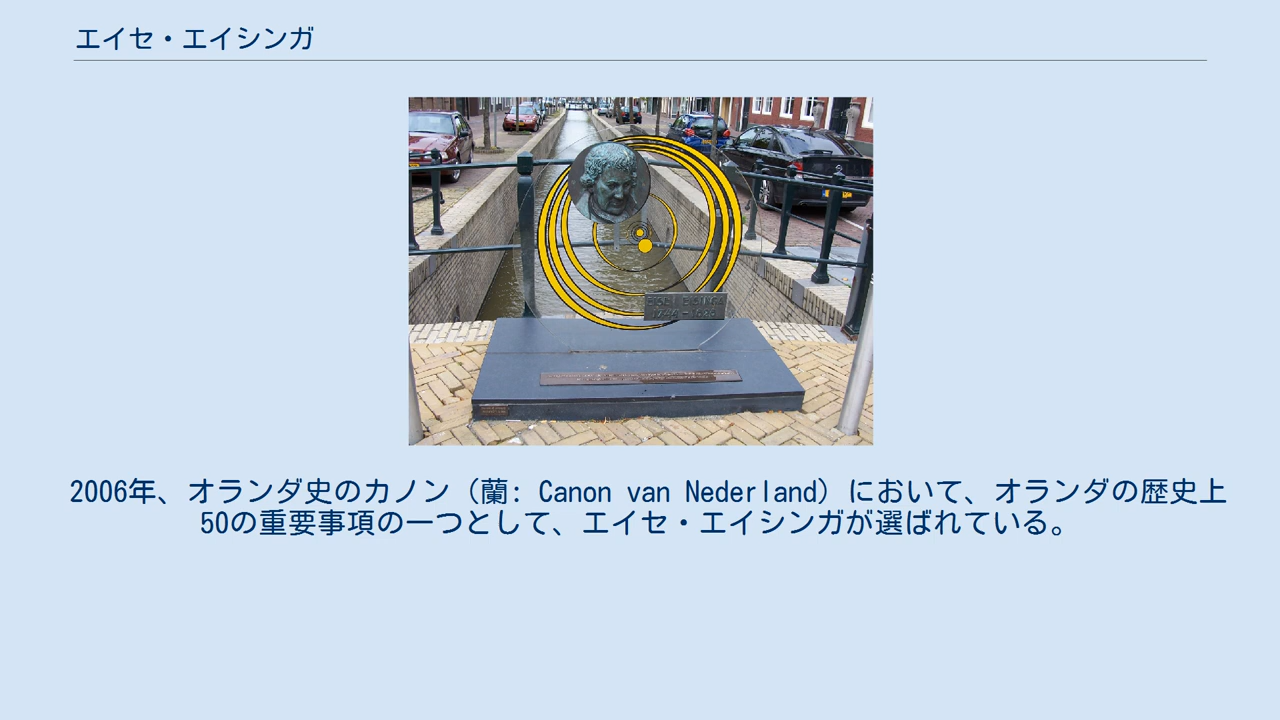 エイセ・エイシンガ
2006年、オランダ史のカノン（蘭: Canon van Nederland）において、オランダの歴史上
50の重要事項の一つとして、エイセ・エイシンガが選ばれている。